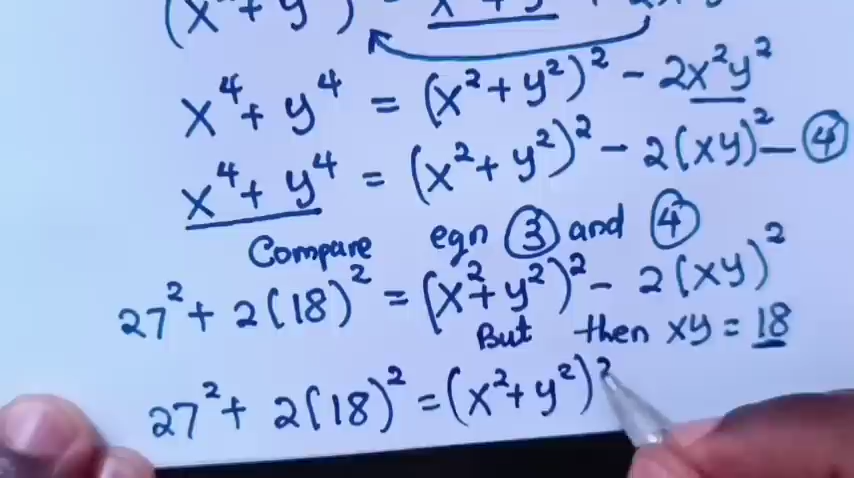 x⁴ + y⁴ = (x² + y²)² - 2x²y²
x⁴ + y⁴ = (x² + y²)² - 2(xy)² — ④
Compare eqn ③ and ④
27² + 2(18)² = (x² + y²)² - 2(xy)²
But then xy = 18
27² + 2(18)² = (x² + y²)²